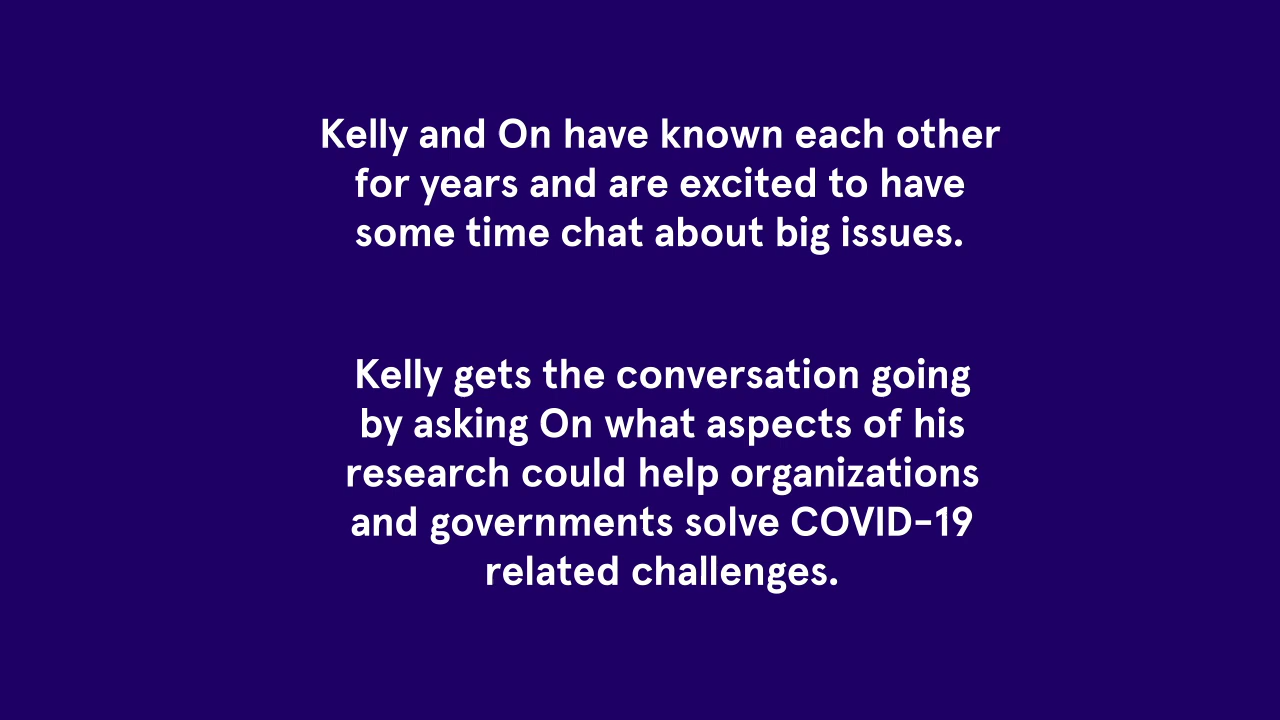 Kelly and On have known each other
for years and are excited to have
some time chat about big issues.
Kelly gets the conversation going
by asking On what aspects of his
research could help organizations
and governments solve COVID-19
related challenges.